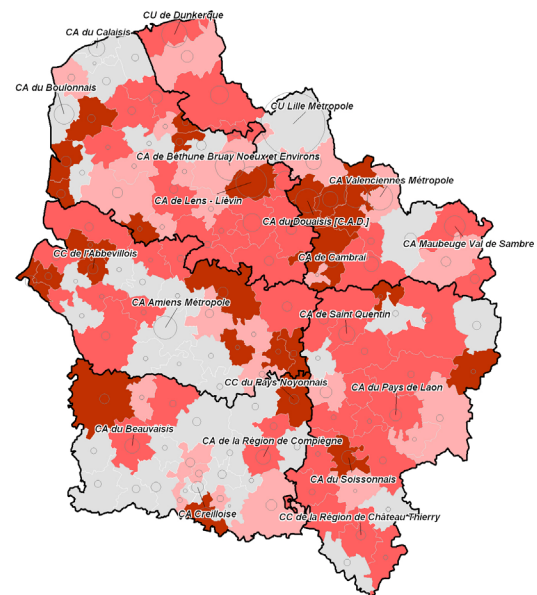 CU de Dunkerque
CA du Calaisis
CA du Boulonnais
CU Lille Métropole
CA de Béthune Bruay Noeux et Environs
CA Valenciennes Métropole
CA de Lens - Liévin
CA du Douaisis [C.A.D.]
CA Maubeuge Val de Sambre
CC de l'Abbevillois
CA de Cambrai
CA Amiens Métropole
CA de Saint Quentin
CC du Pays Noyonnais
CA du Pays de Laon
CA du Beauvaisis
CA de la Région de Compiègne
CA du Soissonnais
CA Creilloise
CC de la Région de Château Thierry